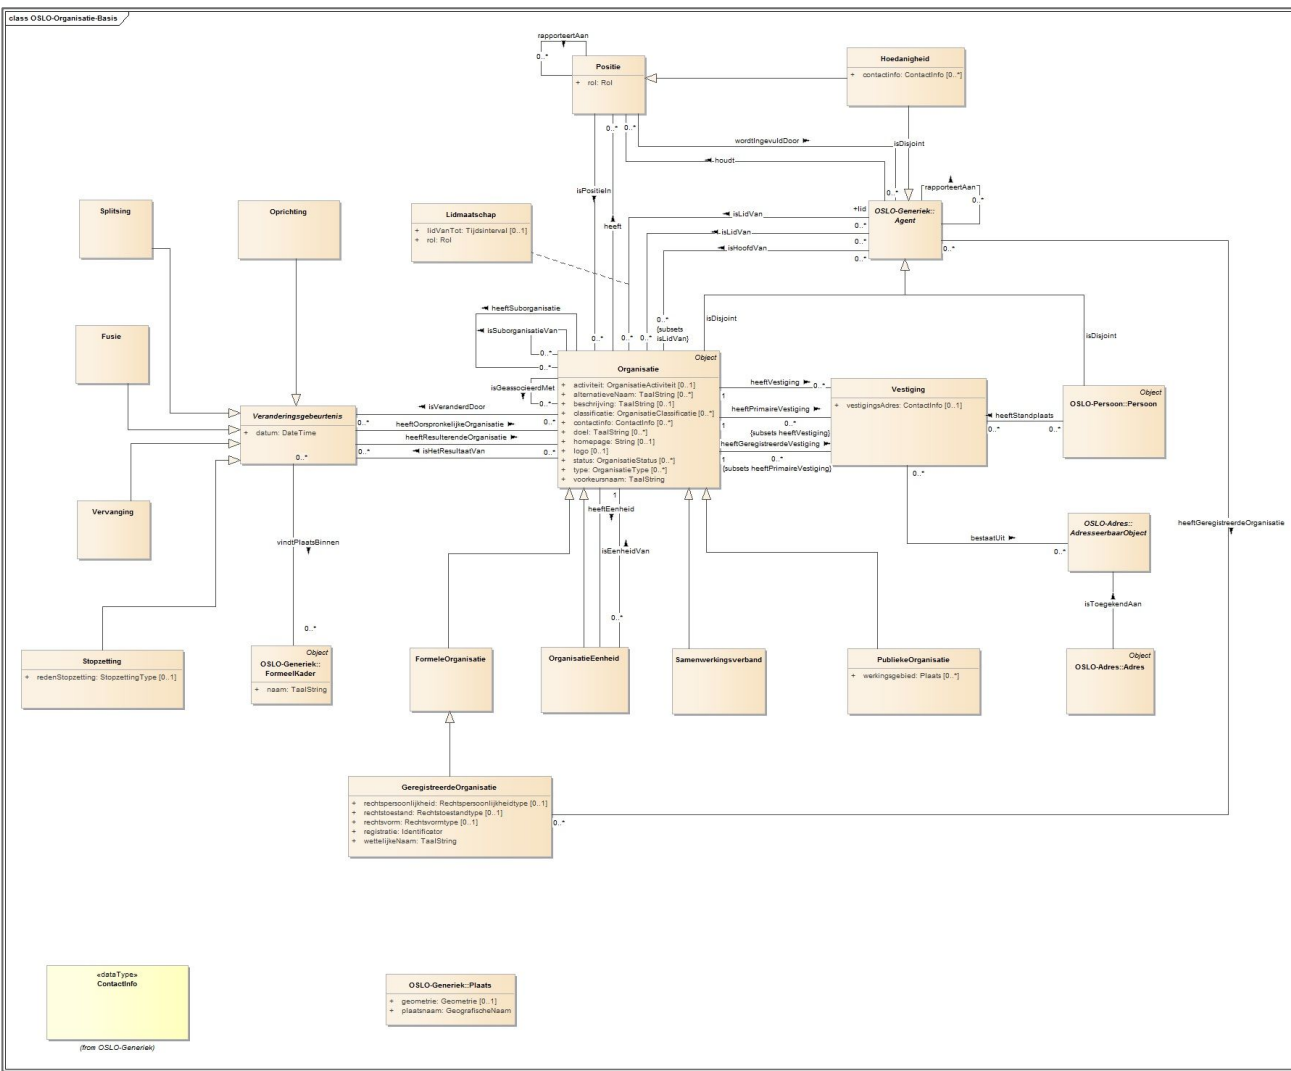 class OSLO-Organisatie-Basis
rapporteertAan
0..*
Positie
+ rol: Rol
Hoedanigheid
+ contactinfo: ContactInfo [0..*]
0..*
0..*
0..*
wordtIngevuldDoor
isDisjoint
houdt
isPositieIn
heeft
0..*
rapporteertAan
0..*
+lid
OSLO-Generiek::
Agent
isLidVan
0..*
isLidVan
0..*
isHoofdVan
0..*
0..*
Splitsing
Oprichting
Lidmaatschap
+ lidVanTot: Tijdsinterval [0..1]
+ rol: Rol
heeftSuborganisatie
isSuborganisatieVan
0..*
0..*
0..*
0..*
0..*
0..*
{subsets
isLidVan}
isDisjoint
isDisjoint
Fusie
isGeassocieerdMet
0..*
Object
Organisatie
+ activiteit: OrganisatieActiviteit [0..1]
+ alternatieveNaam: TaalString [0..*]
+ beschrijving: TaalString [0..1]
+ classificatie: OrganisatieClassificatie [0..*]
+ contactinfo: ContactInfo [0..*]
+ doel: TaalString [0..*]
+ homepage: String [0..1]
+ logo [0..1]
+ status: OrganisatieStatus [0..*]
+ type: OrganisatieType [0..*]
+ voorkeursnaam: TaalString
heeftVestiging
0..*
1
heeftPrimaireVestiging
0..*
1
{subsets heeftVestiging}
heeftGeregistreerdeVestiging
1
0..*
{subsets heeftPrimaireVestiging}
Vestiging
+ vestigingsAdres: ContactInfo [0..1]
heeftStandplaats
0..*
0..*
0..*
Object
OSLO-Persoon::Persoon
Veranderingsgebeurtenis
+ datum: DateTime
0..*
isVeranderdDoor
0..*
0..*
heeftOorspronkelijkeOrganisatie
heeftResulterendeOrganisatie
0..*
0..*
isHetResultaatVan
Vervanging
vindtPlaatsBinnen
0..*
1
heeftEenheid
isEenheidVan
0..*
bestaatUit
0..*
OSLO-Adres::
AdresseerbaarObject
heeftGeregistreerdeOrganisatie
isToegekendAan
Stopzetting
+ redenStopzetting: StopzettingType [0..1]
Object
OSLO-Generiek::
FormeelKader
+ naam: TaalString
FormeleOrganisatie
OrganisatieEenheid
Samenwerkingsverband
PubliekeOrganisatie
+ werkingsgebied: Plaats [0..*]
Object
OSLO-Adres::Adres
GeregistreerdeOrganisatie
+ rechtspersoonlijkheid: Rechtspersoonlijkheidtype [0..1]
+ rechtstoestand: Rechtstoestandtype [0..1]
+ rechtsvorm: Rechtsvormtype [0..1]
+ registratie: Identificator
+ wettelijkeNaam: TaalString
0..*
«dataType»
ContactInfo
(from OSLO-Generiek)
OSLO-Generiek::Plaats
+ geometrie: Geometrie [0..1]
+ plaatsnaam: GeografischeNaam